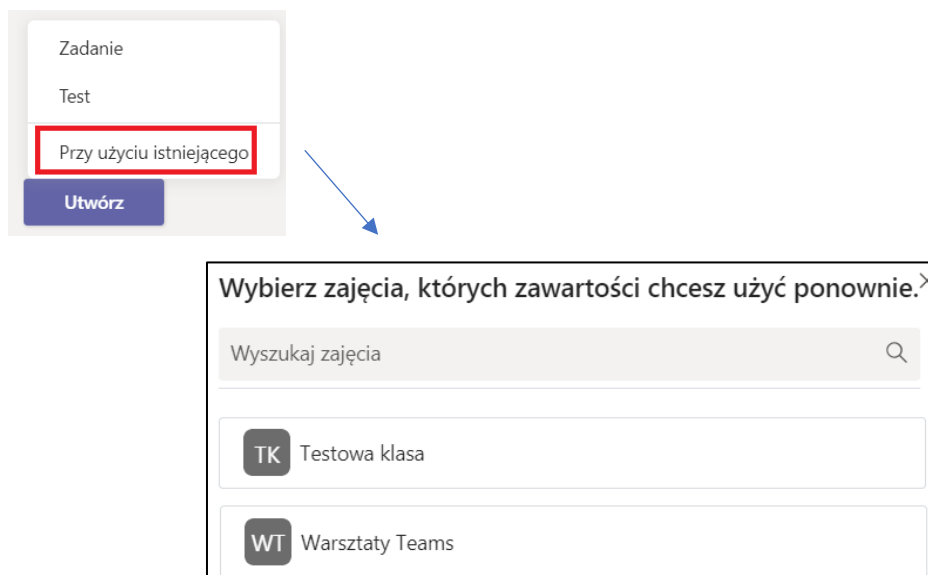 Zadanie
Test
Przy użyciu istniejącego
Utwórz
Wybierz zajęcia, których zawartości chcesz użyć ponownie.
Wyszukaj zajęcia
TK Testowa klasa
WT Warsztaty Teams